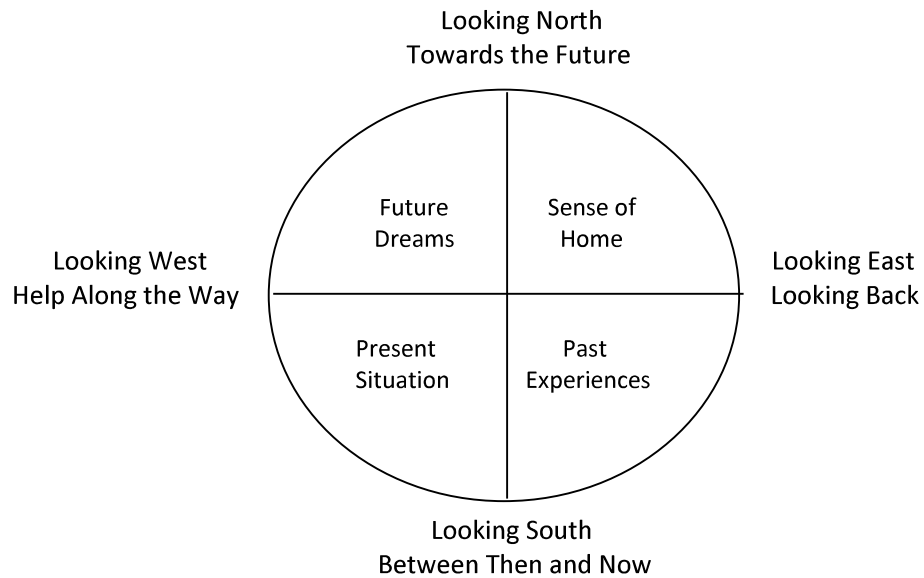 Looking North
Towards the Future
Future
Dreams
Sense of
Home
Looking West
Help Along the Way
Looking East
Looking Back
Present
Situation
Past
Experiences
Looking South
Between Then and Now